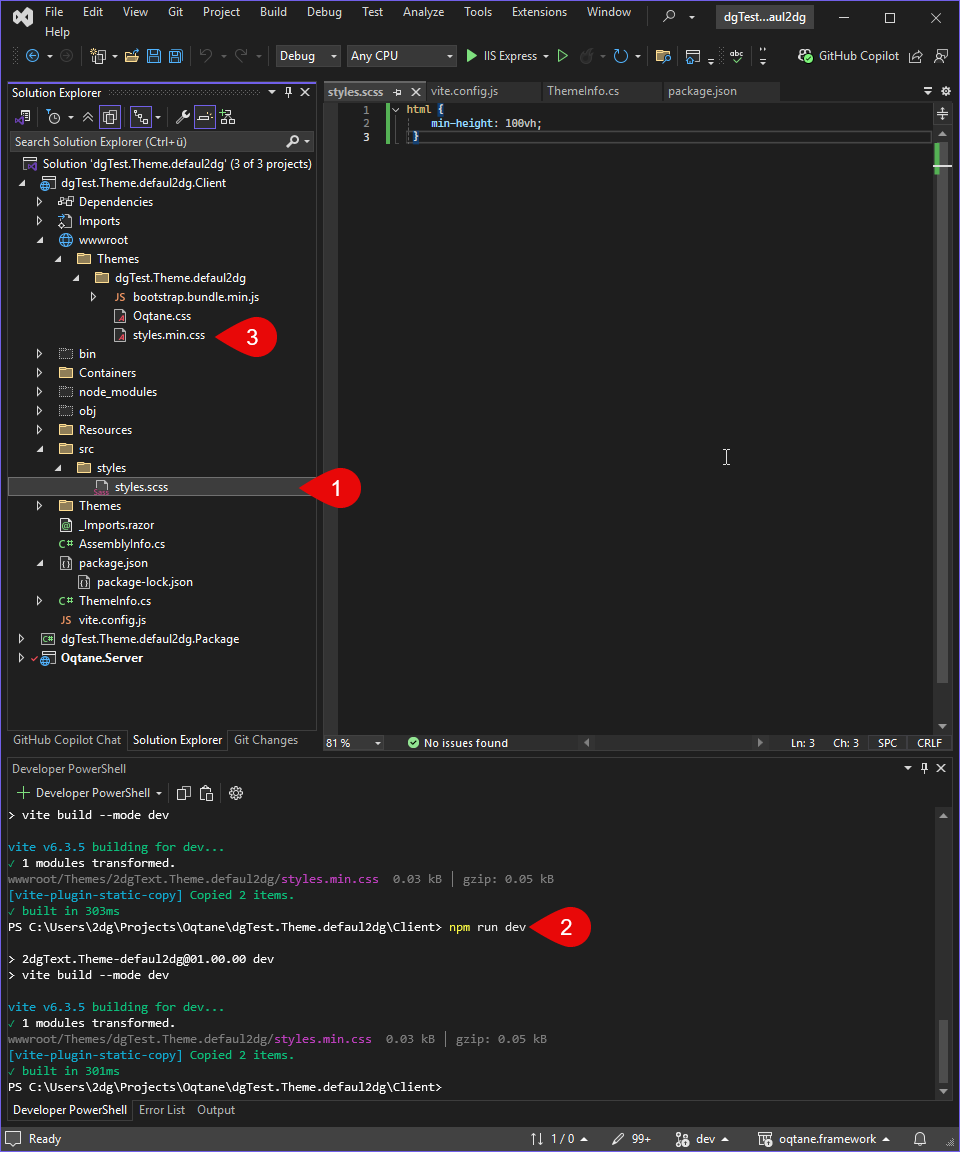 File Edit View Git Project Build Debug Test Analyze Tools Extensions Window dgTest...aul2dg
Help
Debug Any CPU IIS Express abc GitHub Copilot
Solution Explorer
Search Solution Explorer (Ctrl+ü)
Solution 'dgTest.Theme.defaul2dg' (3 of 3 projects)
dgTest.Theme.defaul2dg.Client
Dependencies
Imports
wwwroot
Themes
dgTest.Theme.defaul2dg
JS bootstrap.bundle.min.js
Oqtane.css
styles.min.css 3
bin
Containers
node_modules
obj
Resources
src
styles
styles.scss 1
Themes
_Imports.razor
C# AssemblyInfo.cs
package.json
package-lock.json
C# ThemeInfo.cs
JS vite.config.js
C# dgTest.Theme.defaul2dg.Package
Oqtane.Server
GitHub Copilot Chat Solution Explorer Git Changes
styles.scss vite.config.js ThemeInfo.cs package.json
1 html {
2 min-height: 100vh;
3 }
81 % No issues found Ln: 3 Ch: 3 SPC CRLF
Developer PowerShell
Developer PowerShell
> vite build --mode dev
vite v6.3.5 building for dev...
✓ 1 modules transformed.
wwwroot/Themes/2dgText.Theme.defaul2dg/styles.min.css 0.03 kB │ gzip: 0.05 kB
[vite-plugin-static-copy] Copied 2 items.
✓ built in 303ms
PS C:\Users\2dg\Projects\Oqtane\dgTest.Theme.defaul2dg\Client> npm run dev 2
> 2dgText.Theme-defaul2dg@01.00.00 dev
> vite build --mode dev
vite v6.3.5 building for dev...
✓ 1 modules transformed.
wwwroot/Themes/dgTest.Theme.defaul2dg/styles.min.css 0.03 kB │ gzip: 0.05 kB
[vite-plugin-static-copy] Copied 2 items.
✓ built in 301ms
PS C:\Users\2dg\Projects\Oqtane\dgTest.Theme.defaul2dg\Client>
Developer PowerShell Error List Output
Ready 1 / 0 99+ dev oqtane.framework